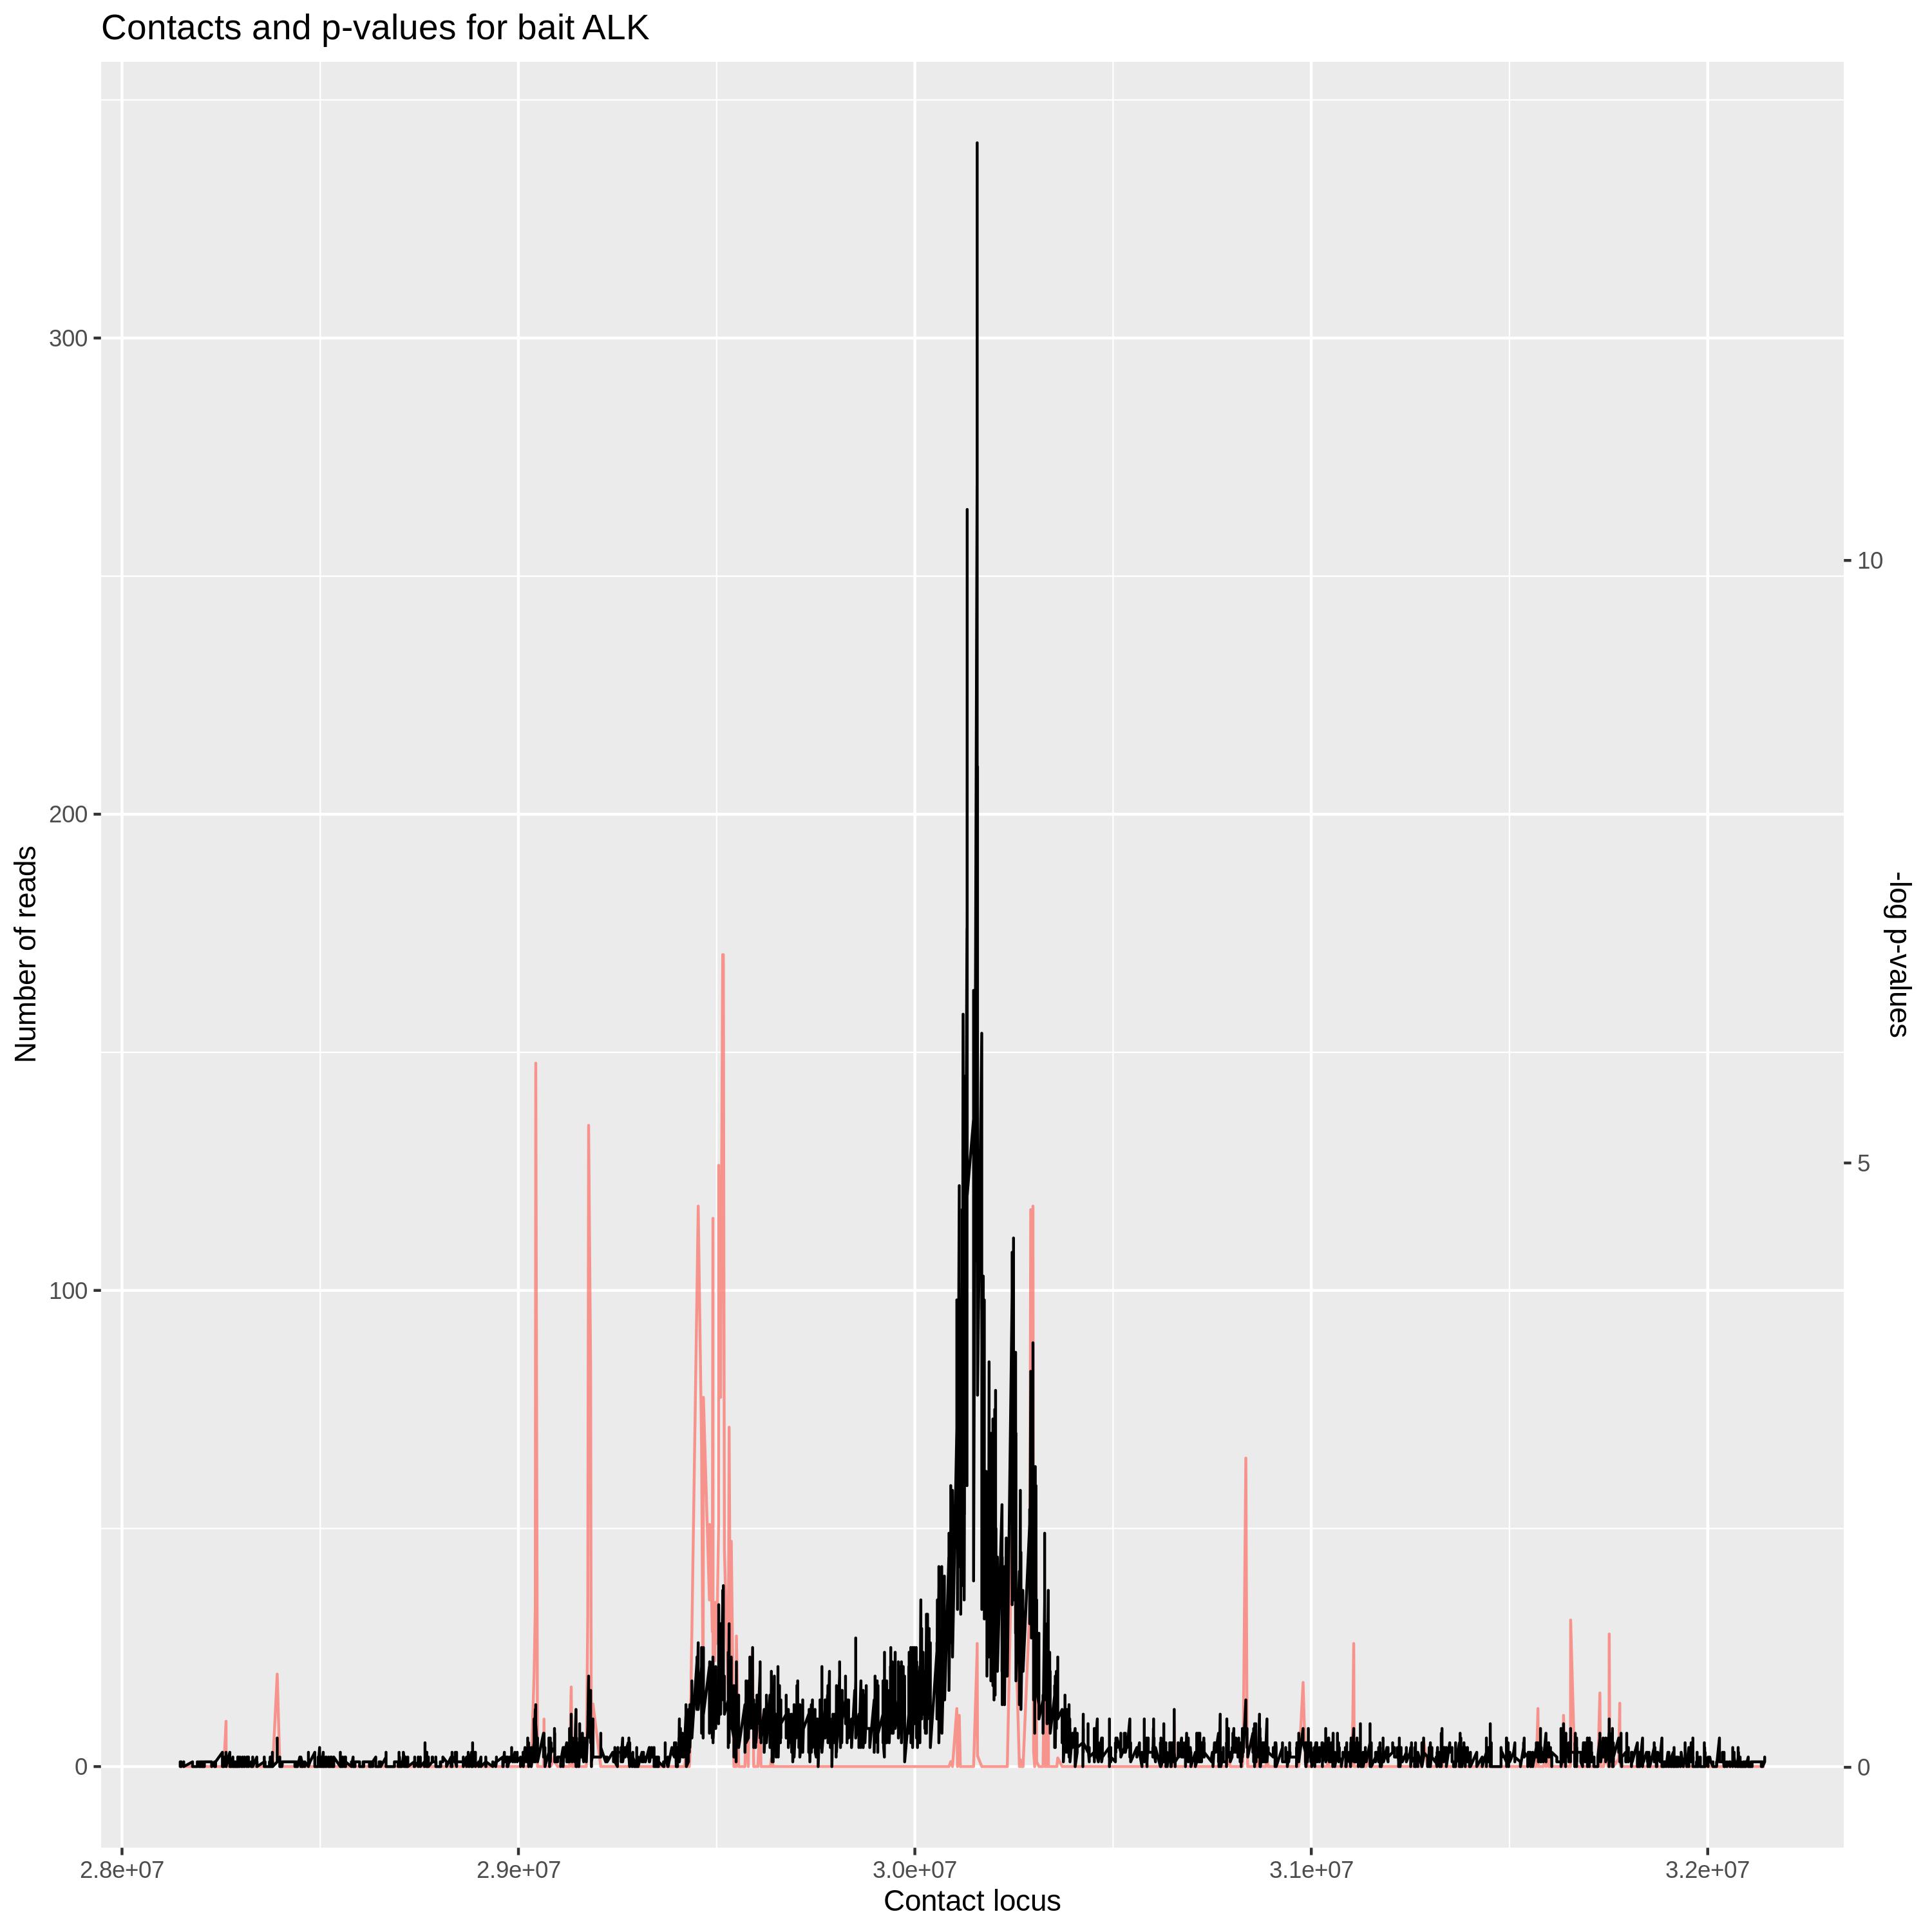 Contacts and p-values for bait ALK
300
200
100
0
Number of reads
10
5
0
-log p-values
2.8e+07
2.9e+07
3.0e+07
3.1e+07
3.2e+07
Contact locus